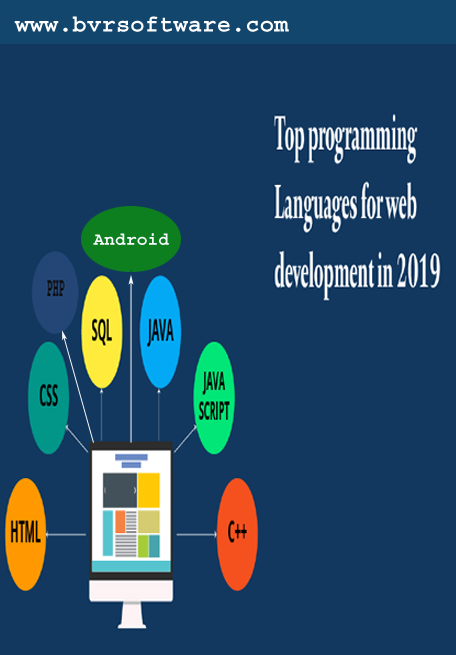 www.bvrsoftware.com
Top programming
Languages for web
development in 2019
Android
PHP
SQL
JAVA
CSS
JAVA
SCRIPT
HTML
C++